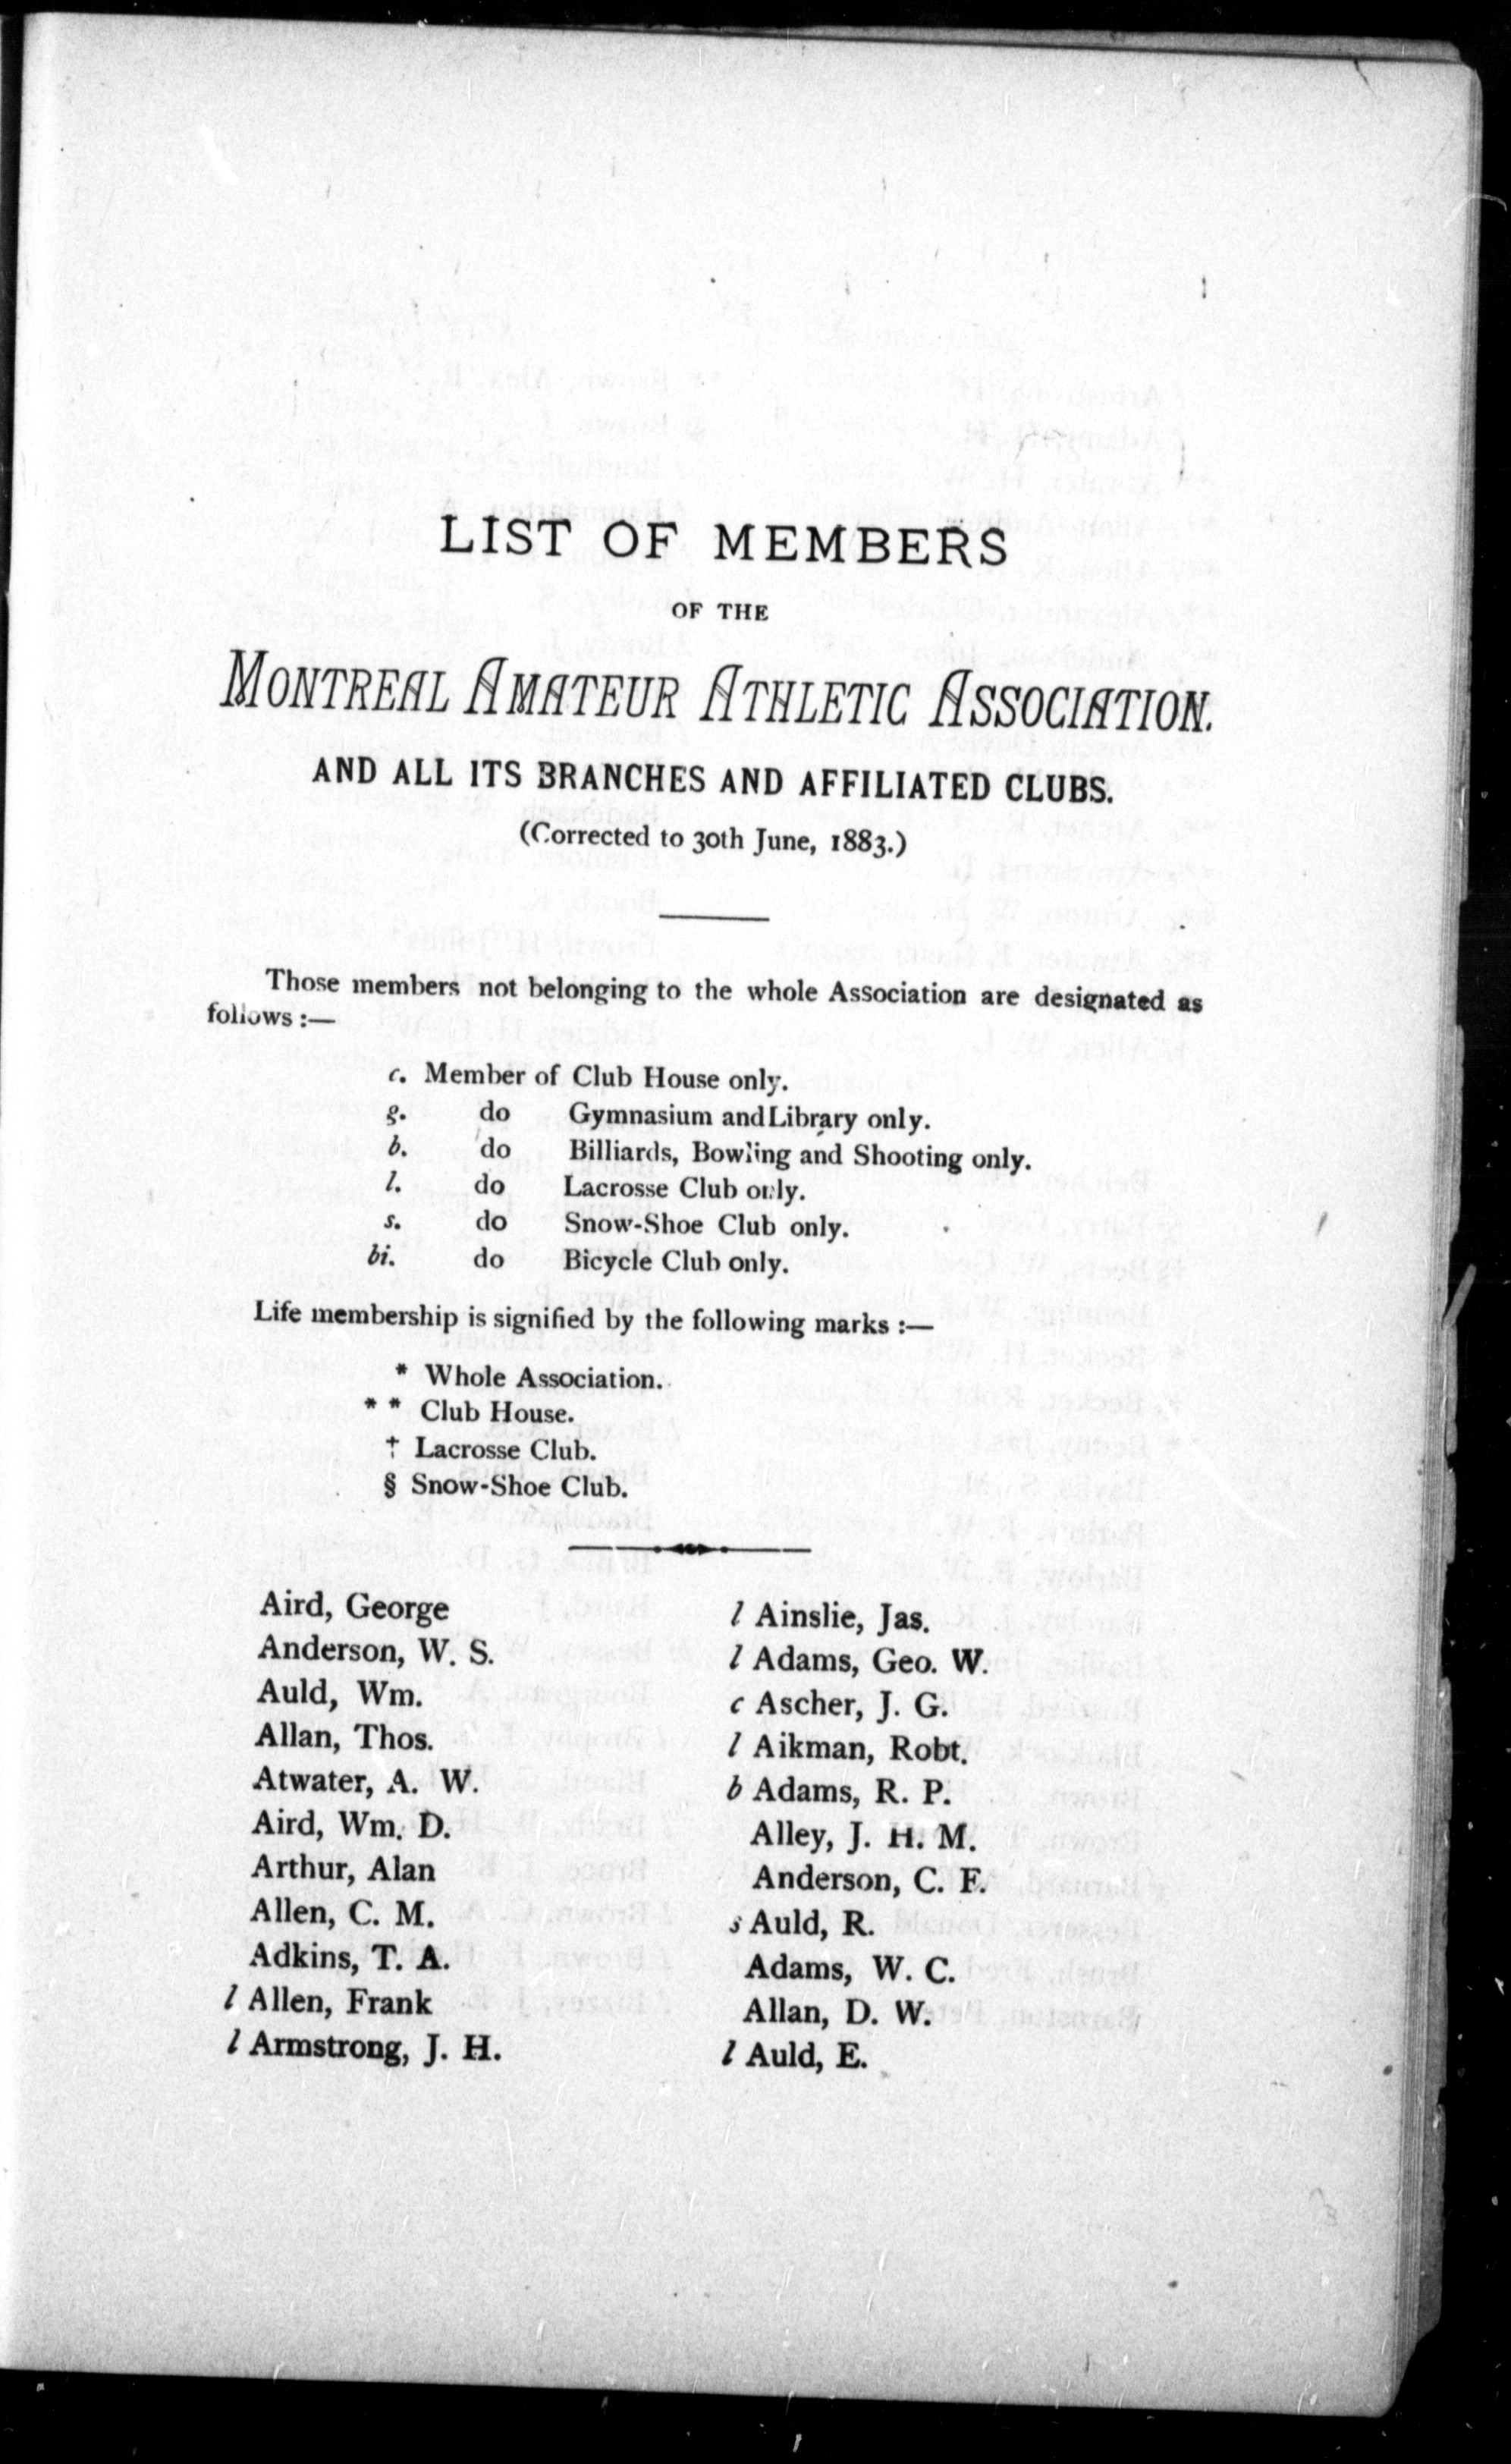 LIST OF MEMBERS
OF THE
MONTREAL AMATEUR ATHLETIC ASSOCIATION.
AND ALL ITS BRANCHES AND AFFILIATED CLUBS.
(Corrected to 30th June, 1883.)
Those members not belonging to the whole Association are designated as
follows :—
c. Member of Club House only.
g. do Gymnasium and Library only.
b. do Billiards, Bowling and Shooting only.
l. do Lacrosse Club only.
s. do Snow-Shoe Club only.
bi. do Bicycle Club only.
Life membership is signified by the following marks :—
* Whole Association.
* * Club House.
† Lacrosse Club.
§ Snow-Shoe Club.
Aird, George
Anderson, W. S.
Auld, Wm.
Allan, Thos.
Atwater, A. W.
Aird, Wm. D.
Arthur, Alan
Allen, C. M.
Adkins, T. A.
l Allen, Frank
l Armstrong, J. H.
l Ainslie, Jas.
l Adams, Geo. W.
c Ascher, J. G.
l Aikman, Robt.
b Adams, R. P.
Alley, J. H. M.
Anderson, C. F.
s Auld, R.
Adams, W. C.
Allan, D. W.
l Auld, E.